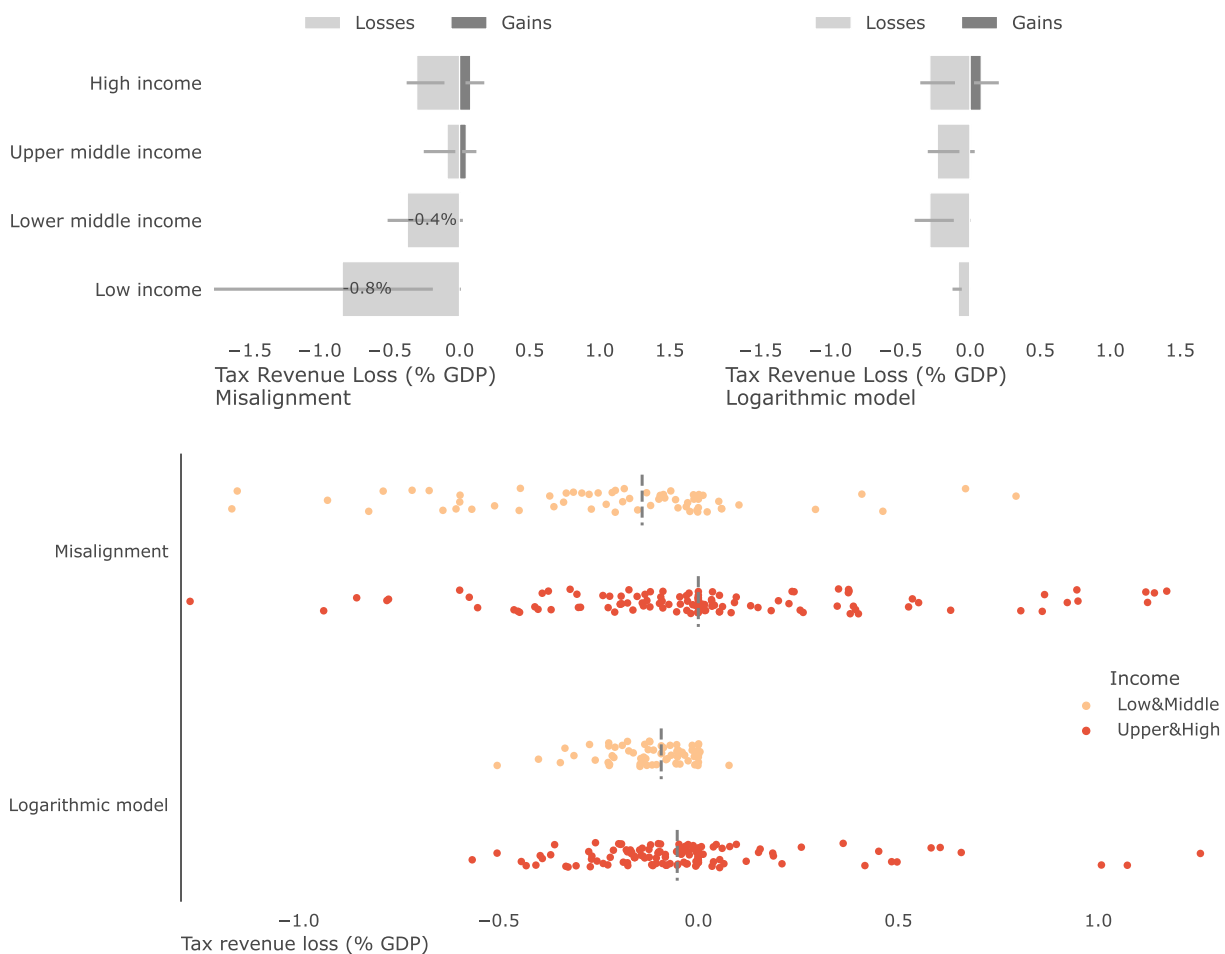 Losses Gains
Losses Gains
High income
Upper middle income
Lower middle income
-0.4%
Low income
-0.8%
−1.5 −1.0 −0.5 0.0 0.5 1.0 1.5
−1.5 −1.0 −0.5 0.0 0.5 1.0 1.5
Tax Revenue Loss (% GDP)
Misalignment
Tax Revenue Loss (% GDP)
Logarithmic model
Misalignment
Income
Low&Middle
Upper&High
Logarithmic model
−1.0 −0.5 0.0 0.5 1.0
Tax revenue loss (% GDP)